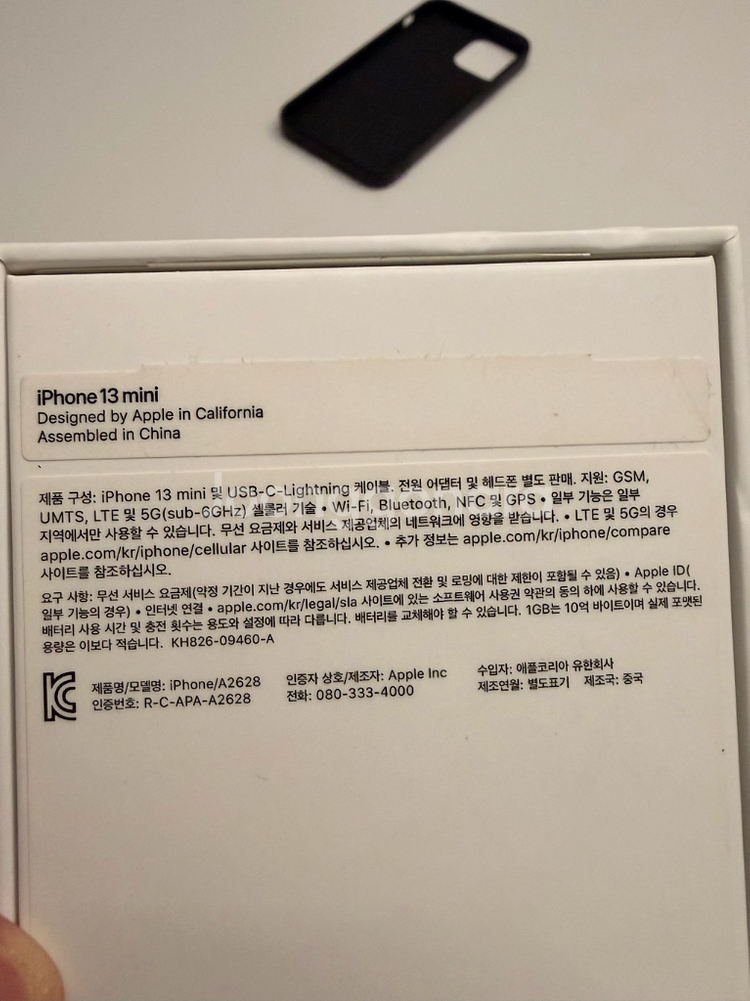 iPhone 13 mini
Designed by Apple in California
Assembled in China
제품 구성: iPhone 13 mini 및 USB-C-Lightning 케이블. 전원 어댑터 및 헤드폰 별도 판매. 지원: GSM,
UMTS, LTE 및 5G(sub-6GHz) 셀룰러 기술 • Wi-Fi, Bluetooth, NFC 및 GPS • 일부 기능은 일부
지역에서만 사용할 수 있습니다. 무선 요금제와 서비스 제공업체의 네트워크에 영향을 받습니다. • LTE 및 5G의 경우
apple.com/kr/iphone/cellular 사이트를 참조하십시오. • 추가 정보는 apple.com/kr/iphone/compare
사이트를 참조하십시오.
요구 사항: 무선 서비스 요금제(약정 기간이 지난 경우에도 서비스 제공업체 전환 및 로밍에 대한 제한이 포함될 수 있음) • Apple ID(
일부 기능의 경우) • 인터넷 연결 • apple.com/kr/legal/sla 사이트에 있는 소프트웨어 사용권 약관의 동의 하에 사용할 수 있습니다.
배터리 사용 시간 및 충전 횟수는 용도와 설정에 따라 다릅니다. 배터리를 교체해야 할 수 있습니다. 1GB는 10억 바이트이며 실제 포맷된
용량은 이보다 적습니다. KH826-09460-A
제품명/모델명: iPhone/A2628 인증자 상호/제조자: Apple Inc 수입자: 애플코리아 유한회사
인증번호: R-C-APA-A2628 전화: 080-333-4000 제조연월: 별도표기 제조국: 중국